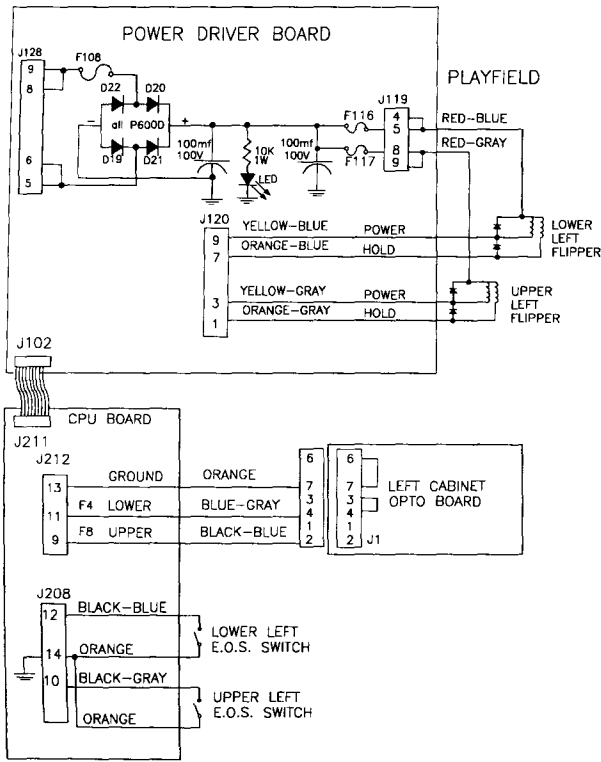 POWER DRIVER BOARD
J128
F108
9
8
6
5
D22
D20
all
P600D
D19
D21
−
+
100mf
100V
10K
1W
LED
100mf
100V
F116
F117
J119
4
5
8
9
PLAYFIELD
RED-BLUE
RED-GRAY
J120
9
7
3
1
YELLOW-BLUE
POWER
ORANGE-BLUE
HOLD
LOWER
LEFT
FLIPPER
YELLOW-GRAY
POWER
ORANGE-GRAY
HOLD
UPPER
LEFT
FLIPPER
J102
J211
CPU BOARD
J212
13
11
9
GROUND
ORANGE
F4 LOWER
BLUE-GRAY
F8 UPPER
BLACK-BLUE
6
7
3
4
1
2
6
7
3
4
1
2
J1
LEFT CABINET
OPTO BOARD
J208
12
14
10
BLACK-BLUE
ORANGE
BLACK-GRAY
ORANGE
LOWER LEFT
E.O.S. SWITCH
UPPER LEFT
E.O.S. SWITCH